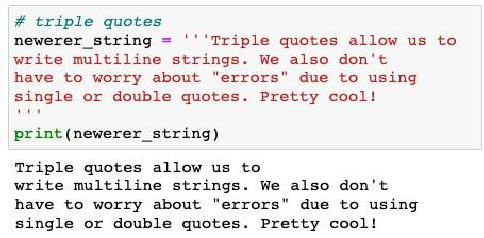 # triple quotes
newerer_string = '''Triple quotes allow us to
write multiline strings. We also don't
have to worry about "errors" due to using
single or double quotes. Pretty cool!
'''
print(newerer_string)
Triple quotes allow us to
write multiline strings. We also don't
have to worry about "errors" due to using
single or double quotes. Pretty cool!